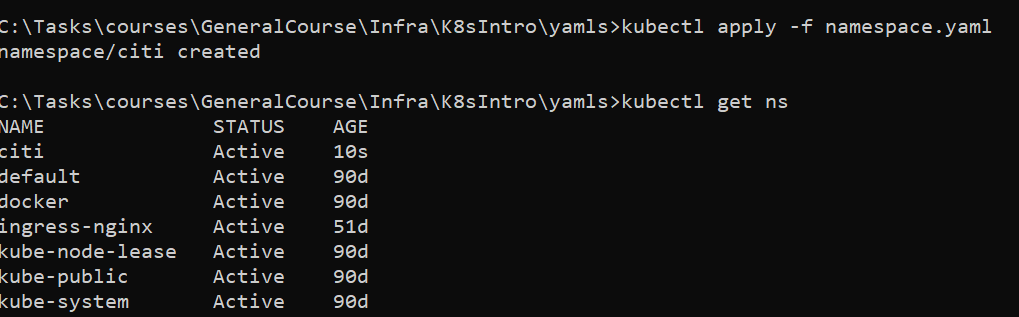 C:\Tasks\courses\GeneralCourse\Infra\K8sIntro\yamls>kubectl apply -f namespace.yaml
namespace/citi created
C:\Tasks\courses\GeneralCourse\Infra\K8sIntro\yamls>kubectl get ns
NAME STATUS AGE
citi Active 10s
default Active 90d
docker Active 90d
ingress-nginx Active 51d
kube-node-lease Active 90d
kube-public Active 90d
kube-system Active 90d